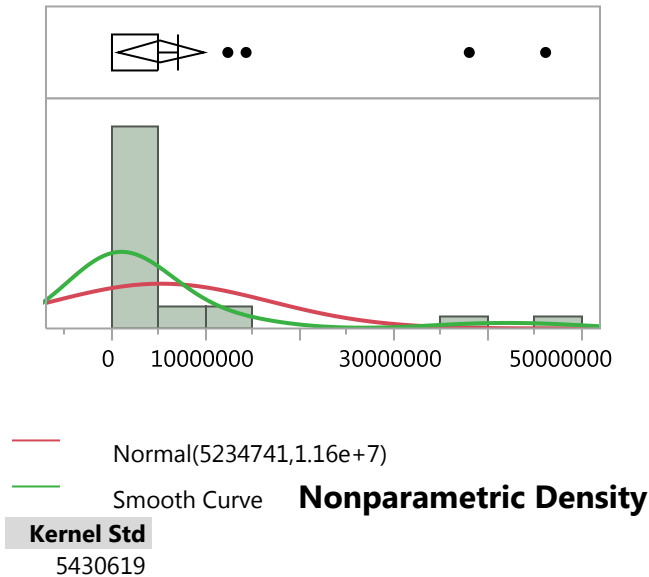 0 10000000 30000000 50000000
Normal(5234741,1.16e+7)
Smooth Curve Nonparametric Density
Kernel Std
5430619